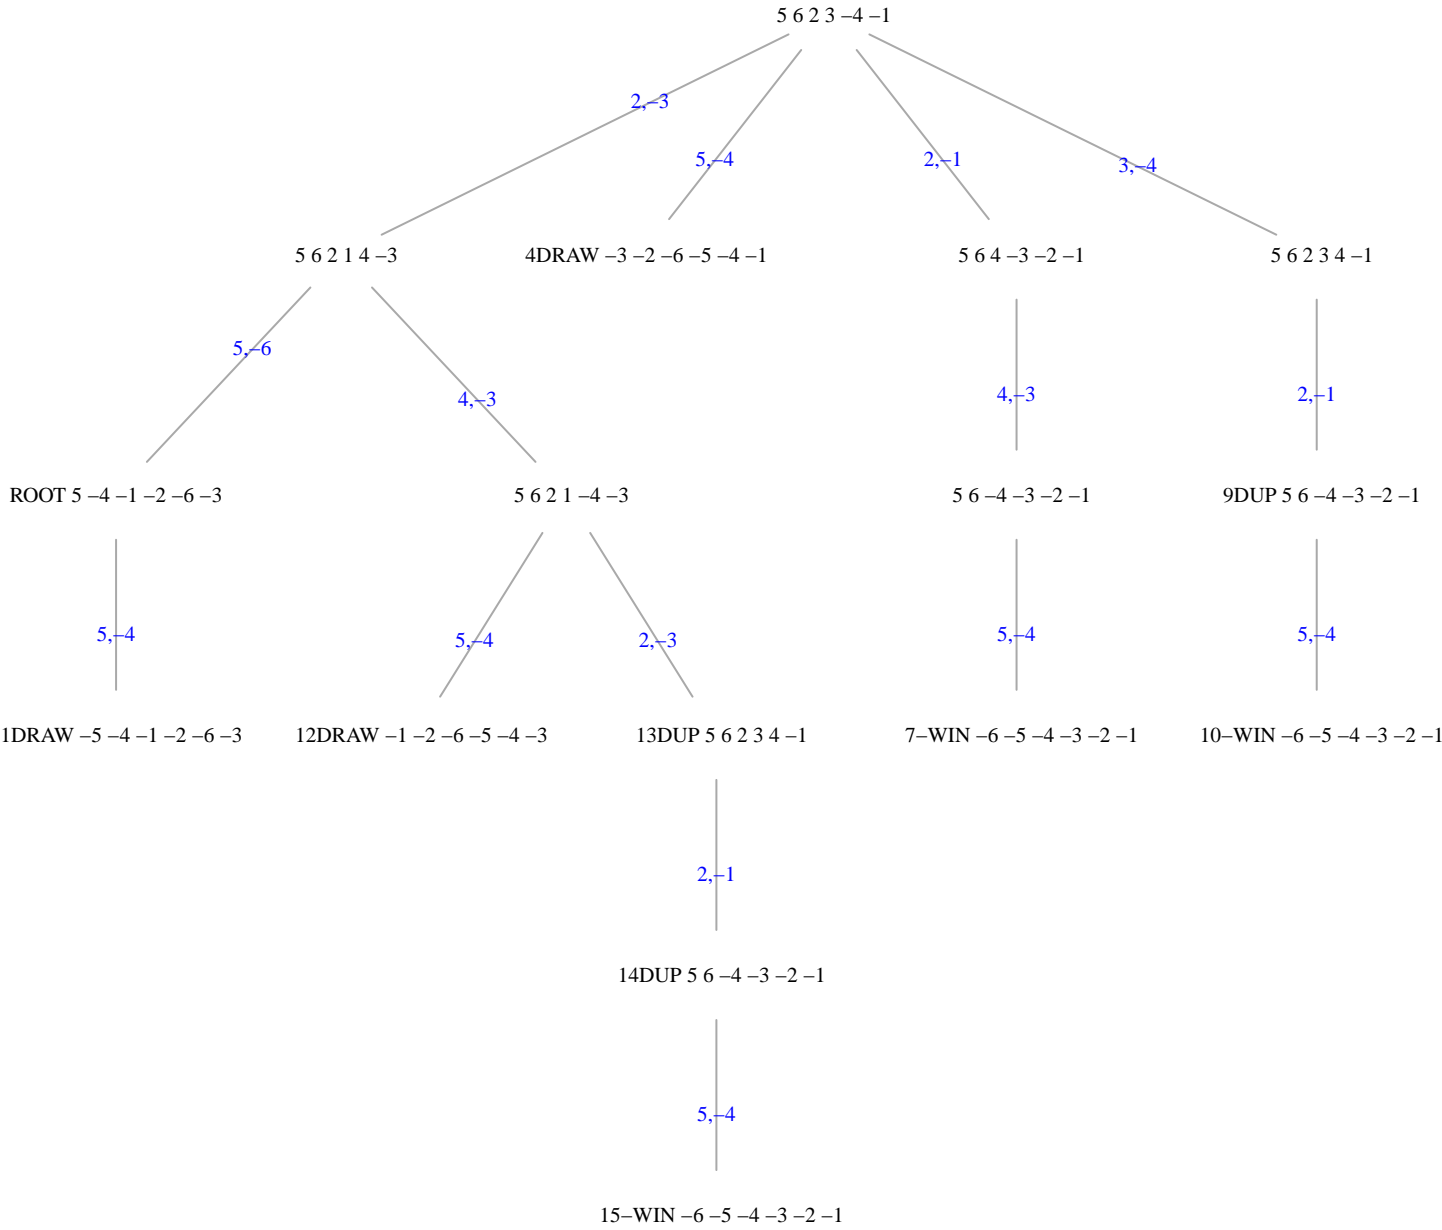 5 6 2 3 –4 –1
2,–3
5,–4
2,–1
3,–4
5 6 2 1 4 –3
4DRAW –3 –2 –6 –5 –4 –1
5 6 4 –3 –2 –1
5 6 2 3 4 –1
5,–6
4,–3
4,–3
2,–1
ROOT 5 –4 –1 –2 –6 –3
5 6 2 1 –4 –3
5 6 –4 –3 –2 –1
9DUP 5 6 –4 –3 –2 –1
5,–4
5,–4
2,–3
5,–4
5,–4
1DRAW –5 –4 –1 –2 –6 –3
12DRAW –1 –2 –6 –5 –4 –3
13DUP 5 6 2 3 4 –1
7–WIN –6 –5 –4 –3 –2 –1
10–WIN –6 –5 –4 –3 –2 –1
2,–1
14DUP 5 6 –4 –3 –2 –1
5,–4
15–WIN –6 –5 –4 –3 –2 –1